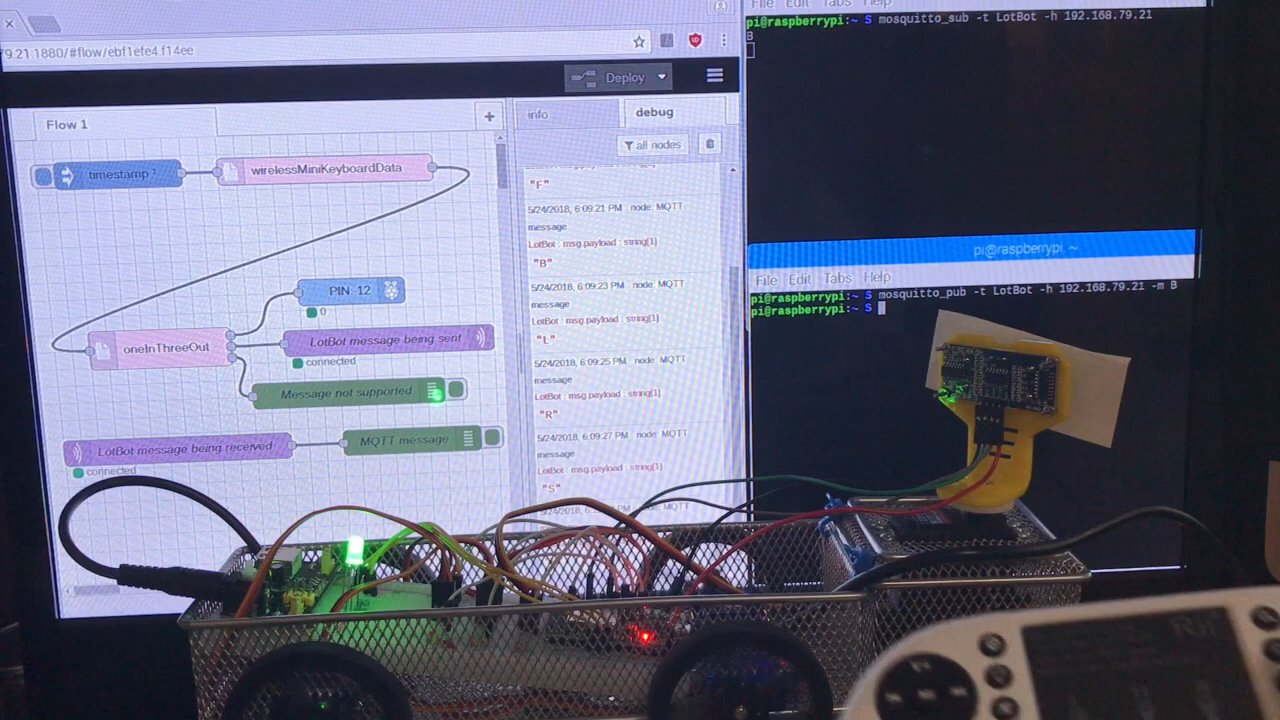 9.21:1880/#flow/ebf1efe4.f14ee
Deploy
Flow 1
info
debug
all nodes
timestamp ¹
wirelessMiniKeyboardData
PIN: 12
0
oneInThreeOut
LotBot message being sent
connected
Message not supported
LotBot message being received
connected
MQTT message
"F"
5/24/2018, 6:09:21 PM node: MQTT
message
LotBot : msg.payload : string[1]
"B"
5/24/2018, 6:09:23 PM node: MQTT
message
LotBot : msg.payload : string[1]
"L"
5/24/2018, 6:09:25 PM node: MQTT
message
LotBot : msg.payload : string[1]
"R"
5/24/2018, 6:09:27 PM node: MQTT
message
LotBot : msg.payload : string[1]
"S"
File Edit Tabs Help
pi@raspberrypi:~ $ mosquitto_sub -t LotBot -h 192.168.79.21
B
pi@raspberrypi: ~
File Edit Tabs Help
pi@raspberrypi:~ $ mosquitto_pub -t LotBot -h 192.168.79.21 -m B
pi@raspberrypi:~ $
Rii